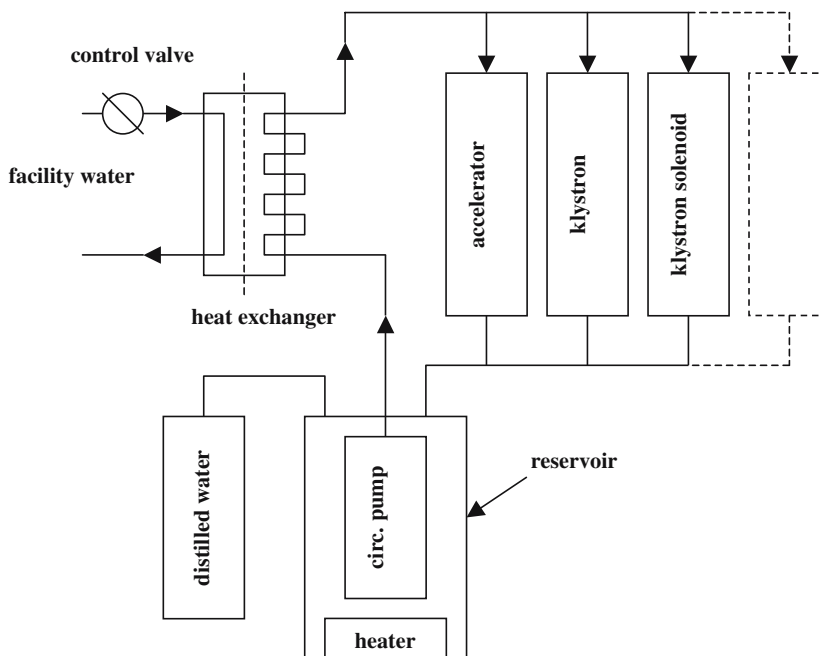 control valve
facility water
heat exchanger
accelerator
klystron
klystron solenoid
distilled water
circ. pump
reservoir
heater